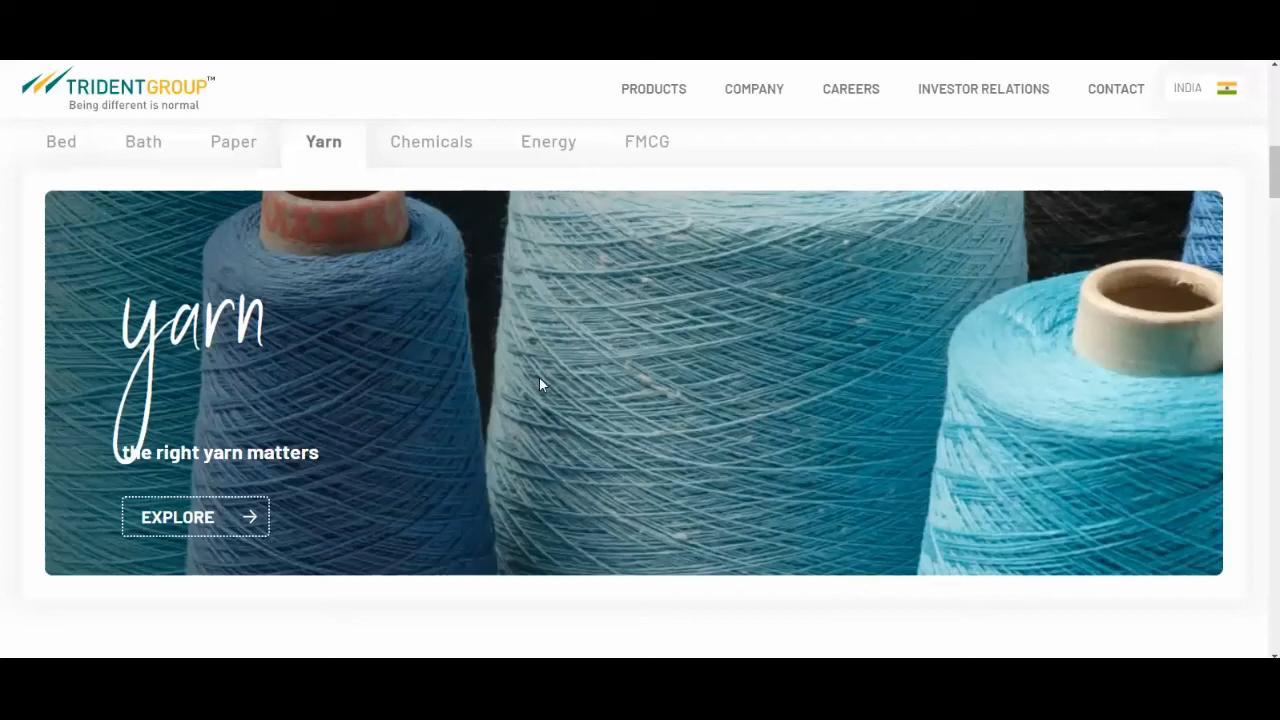 TRIDENTGROUP™
Being different is normal
PRODUCTS COMPANY CAREERS INVESTOR RELATIONS CONTACT INDIA
Bed Bath Paper Yarn Chemicals Energy FMCG
yarn
the right yarn matters
EXPLORE →